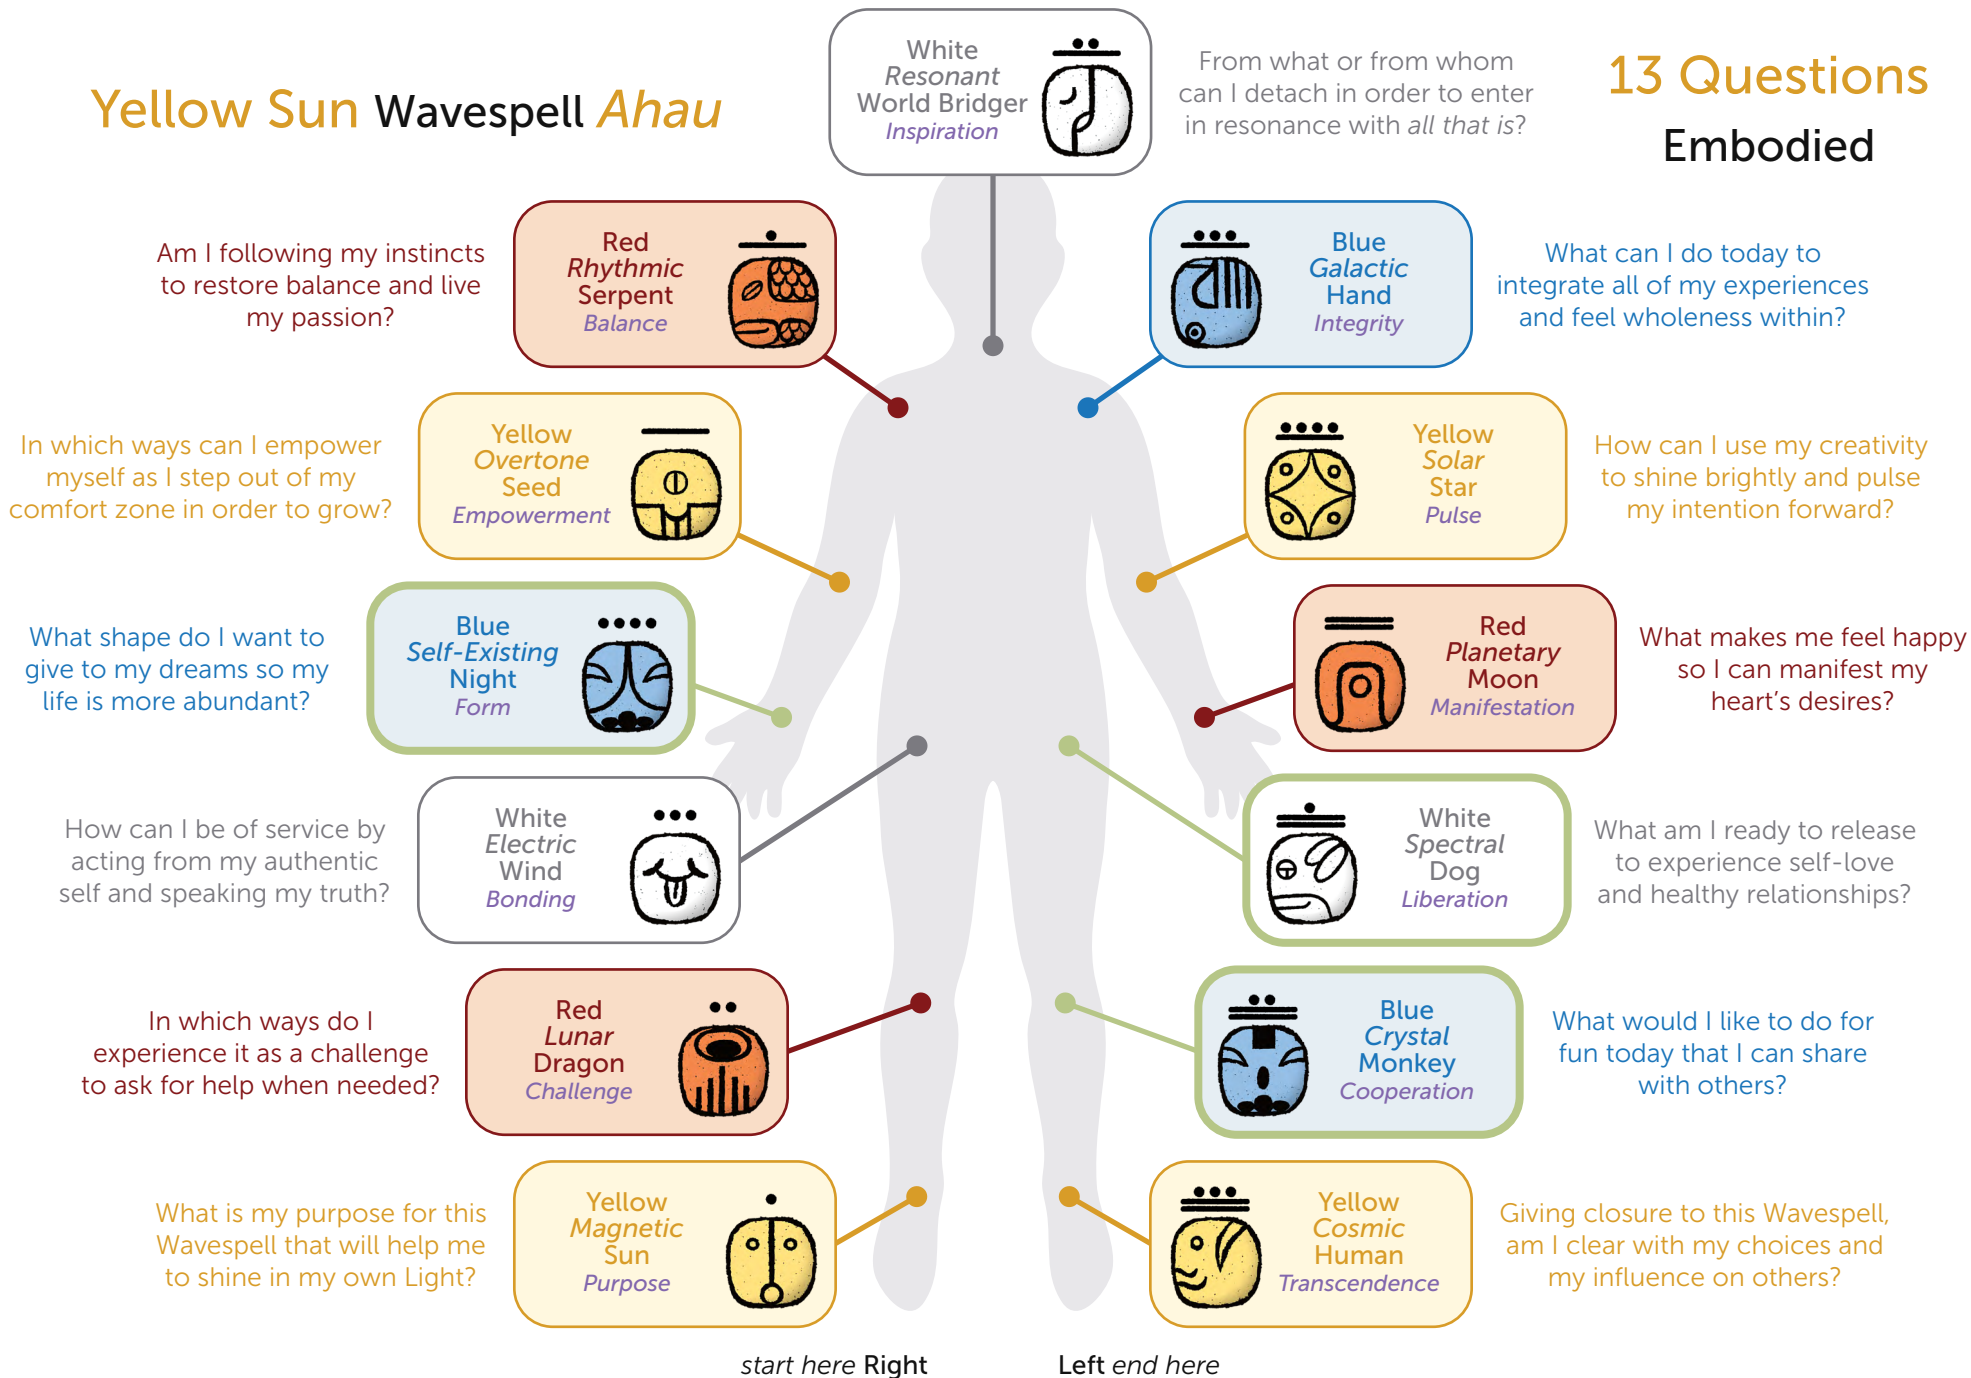 Yellow Sun Wavespell Ahau
13 Questions
Embodied
White
Resonant
World Bridger
Inspiration
From what or from whom
can I detach in order to enter
in resonance with all that is?
Am I following my instincts
to restore balance and live
my passion?
Red
Rhythmic
Serpent
Balance
Blue
Galactic
Hand
Integrity
What can I do today to
integrate all of my experiences
and feel wholeness within?
In which ways can I empower
myself as I step out of my
comfort zone in order to grow?
Yellow
Overtone
Seed
Empowerment
Yellow
Solar
Star
Pulse
How can I use my creativity
to shine brightly and pulse
my intention forward?
What shape do I want to
give to my dreams so my
life is more abundant?
Blue
Self-Existing
Night
Form
Red
Planetary
Moon
Manifestation
What makes me feel happy
so I can manifest my
heart's desires?
How can I be of service by
acting from my authentic
self and speaking my truth?
White
Electric
Wind
Bonding
White
Spectral
Dog
Liberation
What am I ready to release
to experience self-love
and healthy relationships?
In which ways do I
experience it as a challenge
to ask for help when needed?
Red
Lunar
Dragon
Challenge
Blue
Crystal
Monkey
Cooperation
What would I like to do for
fun today that I can share
with others?
What is my purpose for this
Wavespell that will help me
to shine in my own Light?
Yellow
Magnetic
Sun
Purpose
Yellow
Cosmic
Human
Transcendence
Giving closure to this Wavespell,
am I clear with my choices and
my influence on others?
start here Right
Left end here